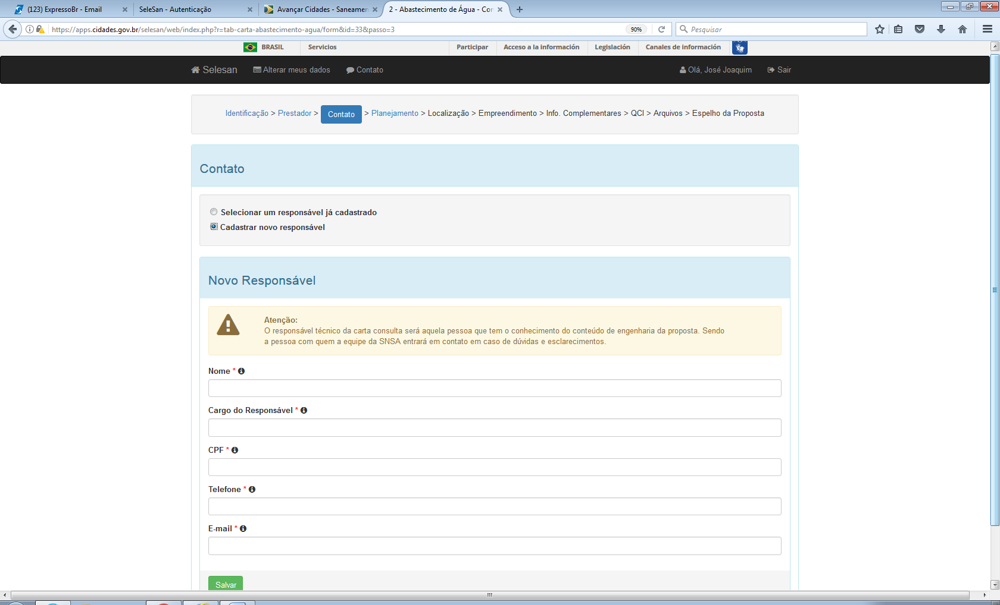 (123) ExpressoBr - Email
SeleSan - Autenticação
Avançar Cidades - Saneamen
2 - Abastecimento de Água - Con
https://apps.cidades.gov.br/selesan/web/index.php?r=tab-carta-abastecimento-agua/form&id=33&passo=3
90%
Pesquisar
BRASIL
Servicios
Participar
Acceso a la información
Legislación
Canales de información
Selesan
Alterar meus dados
Contato
Olá, José Joaquim
Sair
Identificação > Prestador > Contato > Planejamento > Localização > Empreendimento > Info. Complementares > QCI > Arquivos > Espelho da Proposta
Contato
Selecionar um responsável já cadastrado
Cadastrar novo responsável
Novo Responsável
Atenção:
O responsável técnico da carta consulta será aquela pessoa que tem o conhecimento do conteúdo de engenharia da proposta. Sendo
a pessoa com quem a equipe da SNSA entrará em contato em caso de dúvidas e esclarecimentos.
Nome *
Cargo do Responsável *
CPF *
Telefone *
E-mail *
Salvar